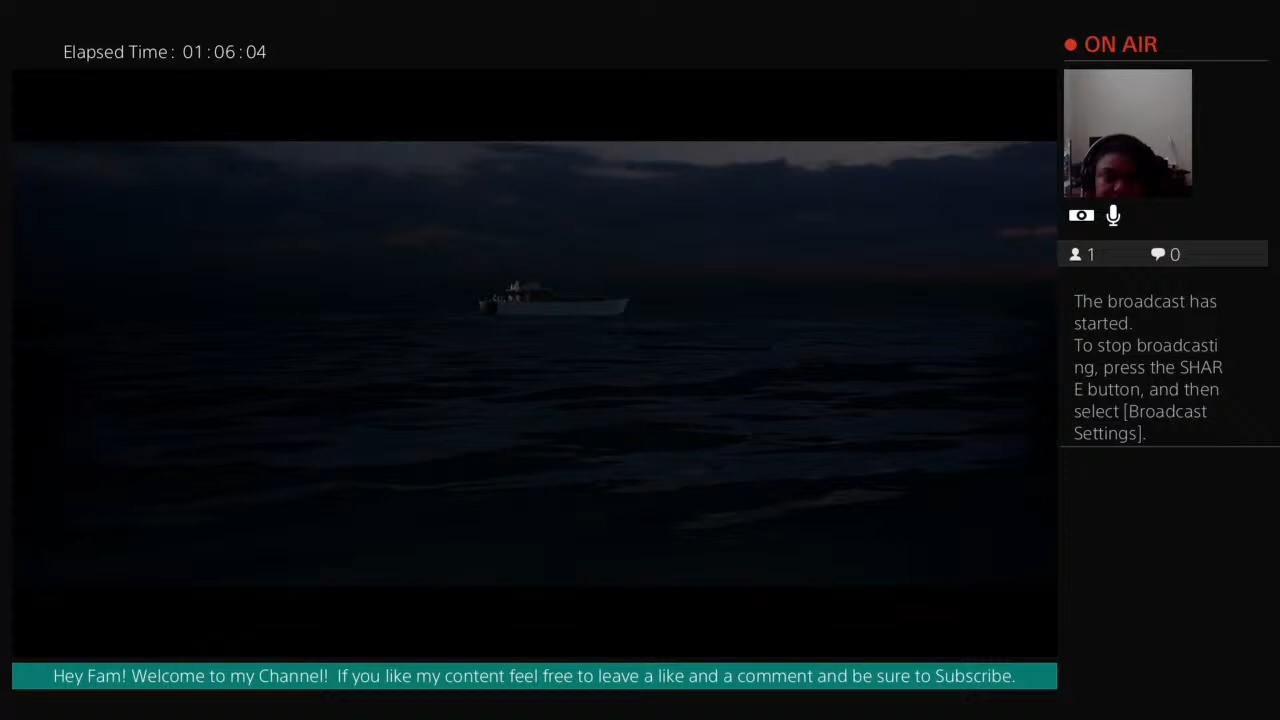 Elapsed Time: 01:06:04
ON AIR
1 0
The broadcast has
started.
To stop broadcasti
ng, press the SHAR
E button, and then
select [Broadcast
Settings].
Hey Fam! Welcome to my Channel! If you like my content feel free to leave a like and a comment and be sure to Subscribe.